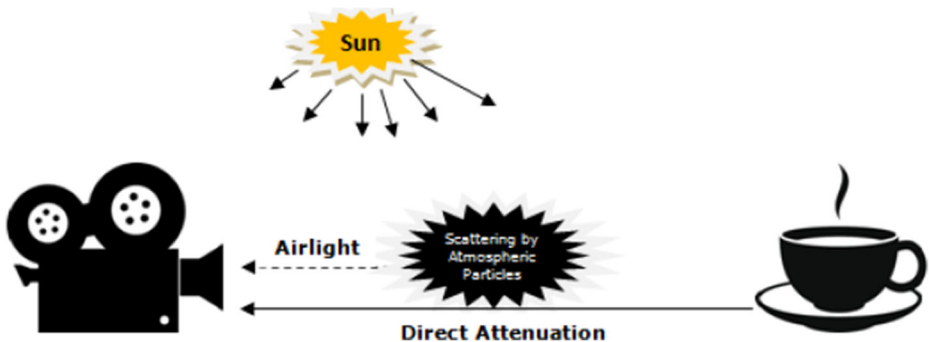 Sun
Airlight
Scattering by
Atmospheric
Particles
Direct Attenuation